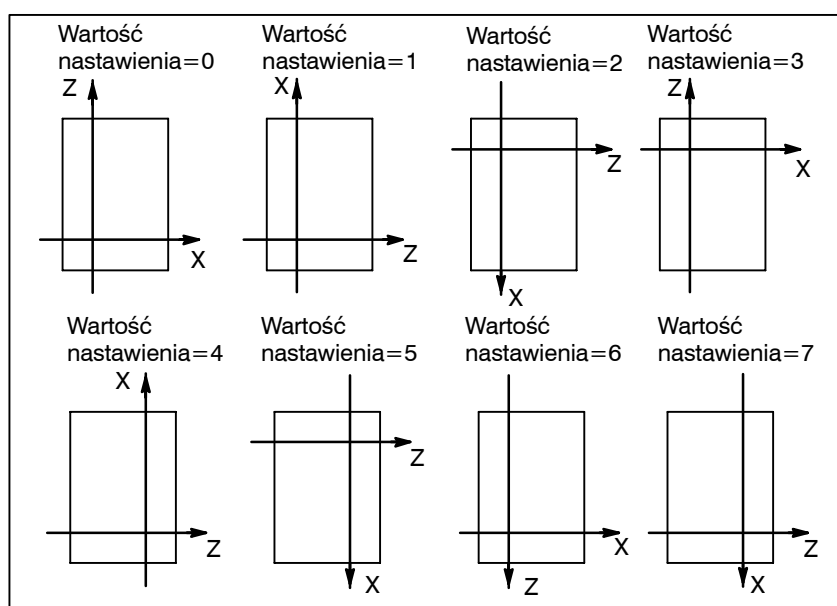 Wartość
nastawienia=0
Z
X
Wartość
nastawienia=1
X
Z
Wartość
nastawienia=2
Z
X
Wartość
nastawienia=3
Z
X
Wartość
nastawienia=4
X
Z
Wartość
nastawienia=5
Z
X
Wartość
nastawienia=6
X
Z
Wartość
nastawienia=7
Z
X